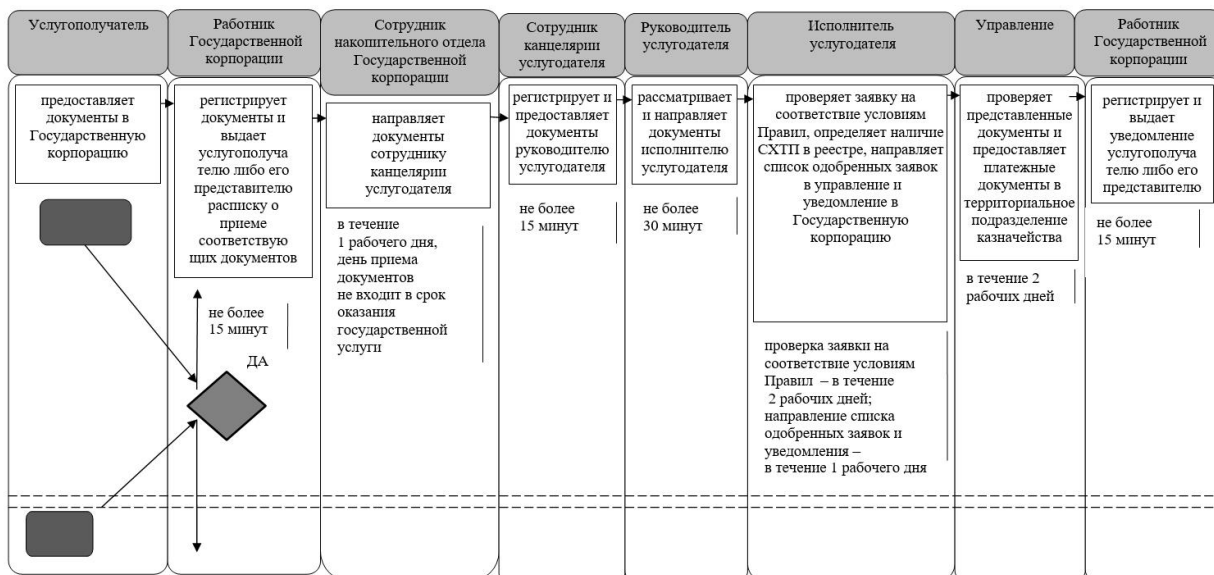 Услугополучатель
Работник
Государственной
корпорации
Сотрудник
накопительного отдела
Государственной
корпорации
Сотрудник
канцелярии
услугодателя
Руководитель
услугодателя
Исполнитель
услугодателя
Управление
Работник
Государственной
корпорации
предоставляет
документы в
Государственную
корпорацию
регистрирует
документы и
выдает
услугополуча
телю либо его
представителю
расписку о
приеме
соответствую
щих документов
не более
15 минут
ДА
направляет
документы
сотруднику
канцелярии
услугодателя
в течение
1 рабочего дня,
день приема
документов
не входит в срок
оказания
государственной
услуги
регистрирует и
предоставляет
документы
руководителю
услугодателя
не более
15 минут
рассматривает
и направляет
документы
исполнителю
услугодателя
не более
30 минут
проверяет заявку на
соответствие условиям
Правил, определяет наличие
СХТП в реестре, направляет
список одобренных заявок
в управление и
уведомление в
Государственную
корпорацию
проверка заявки на
соответствие условиям
Правил – в течение
2 рабочих дней;
направление списка
одобренных заявок и
уведомления –
в течение 1 рабочего дня
проверяет
представленные
документы и
предоставляет
платежные
документы в
территориальное
подразделение
казначейства
в течение 2
рабочих дней
регистрирует и
выдает
уведомление
услугополуча
телю либо его
представителю
не более
15 минут